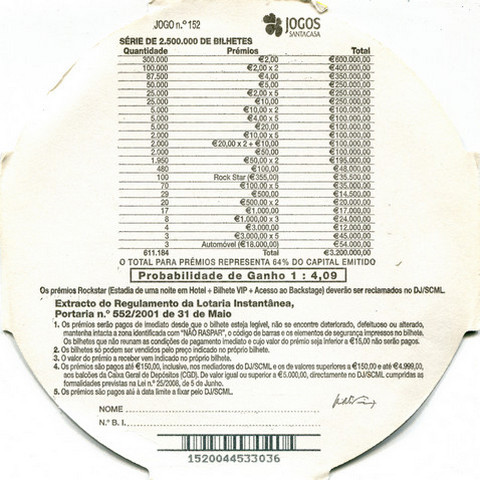 JOGO n.º 152
JOGOS
SANTACASA
SÉRIE DE 2.500.000 DE BILHETES
Quantidade Prémios Total
300.000 €2,00 €600.000,00
100.000 €2,00 x 2 €400.000,00
87.500 €4,00 €350.000,00
50.000 €5,00 €250.000,00
25.000 €2,00 x 5 €250.000,00
25.000 €10,00 €250.000,00
5.000 €10,00 x 2 €100.000,00
5.000 €4,00 x 5 €100.000,00
5.000 €20,00 €100.000,00
2.000 €10,00 x 5 €100.000,00
2.000 €20,00 x 2 + €10,00 €100.000,00
2.000 €50,00 €100.000,00
1.950 €50,00 x 2 €195.000,00
480 €100,00 €48.000,00
100 Rock Star (€355,00) €35.500,00
70 €100,00 x 5 €35.000,00
29 €500,00 €14.500,00
20 €500,00 x 2 €20.000,00
17 €1.000,00 €17.000,00
8 €1.000,00 x 3 €24.000,00
4 €3.000,00 €12.000,00
3 €3.000,00 x 5 €45.000,00
3 Automóvel (€18.000,00) €54.000,00
611.184 Total €3.200.000,00
O TOTAL PARA PRÉMIOS REPRESENTA 64% DO CAPITAL EMITIDO
Probabilidade de Ganho 1 : 4,09
Os prémios Rockstar (Estadia de uma noite em Hotel + Bilhete VIP + Acesso ao Backstage) deverão ser reclamados no DJ/SCML.
Extracto do Regulamento da Lotaria Instantânea,
Portaria n.º 552/2001 de 31 de Maio
1. Os prémios serão pagos de imediato desde que o bilhete esteja legível, não se encontre deteriorado, defeituoso ou alterado,
mantenha intacta a zona identificada com "NÃO RASPAR", o código de barras e os elementos de segurança impressos no bilhete.
Os bilhetes que não reunam as condições de pagamento imediato e cujo valor do prémio seja inferior a €15,00 não serão pagos.
2. Os bilhetes só podem ser vendidos pelo preço indicado no próprio bilhete.
3. O valor do prémio a receber vem indicado no próprio bilhete.
4. Os prémios são pagos até €150,00, inclusive, nos mediadores do DJ/SCML e os de valores superiores a €150,00 e até €4.999,00,
aos balcões da Caixa Geral de Depósitos (CGD). De valor igual ou superior a €5.000,00, directamente no DJ/SCML cumpridas as
formalidades previstas na Lei n.º 25/2008, de 5 de Junho.
5. Os prémios são pagos até à data limite a fixar pelo DJ/SCML.
NOME
N.º B. I.
1520044533036